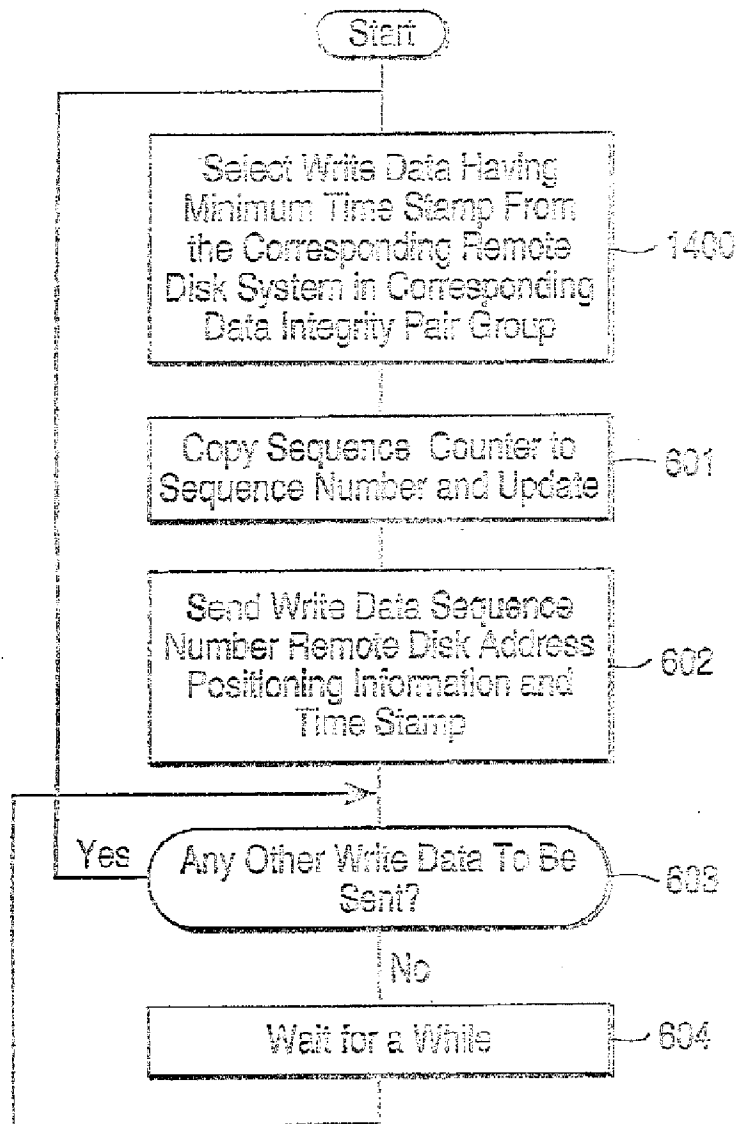 Start
Select Write Data Having
Minimum Time Stamp From
the Corresponding Remote
Disk System in Corresponding
Data Integrity Pair Group
1400
Copy Sequence Counter to
Sequence Number and Update
601
Send Write Data Sequence
Number Remote Disk Address
Positioning Information and
Time Stamp
602
Yes
Any Other Write Data To Be
Sent?
603
No
Wait for a While
604